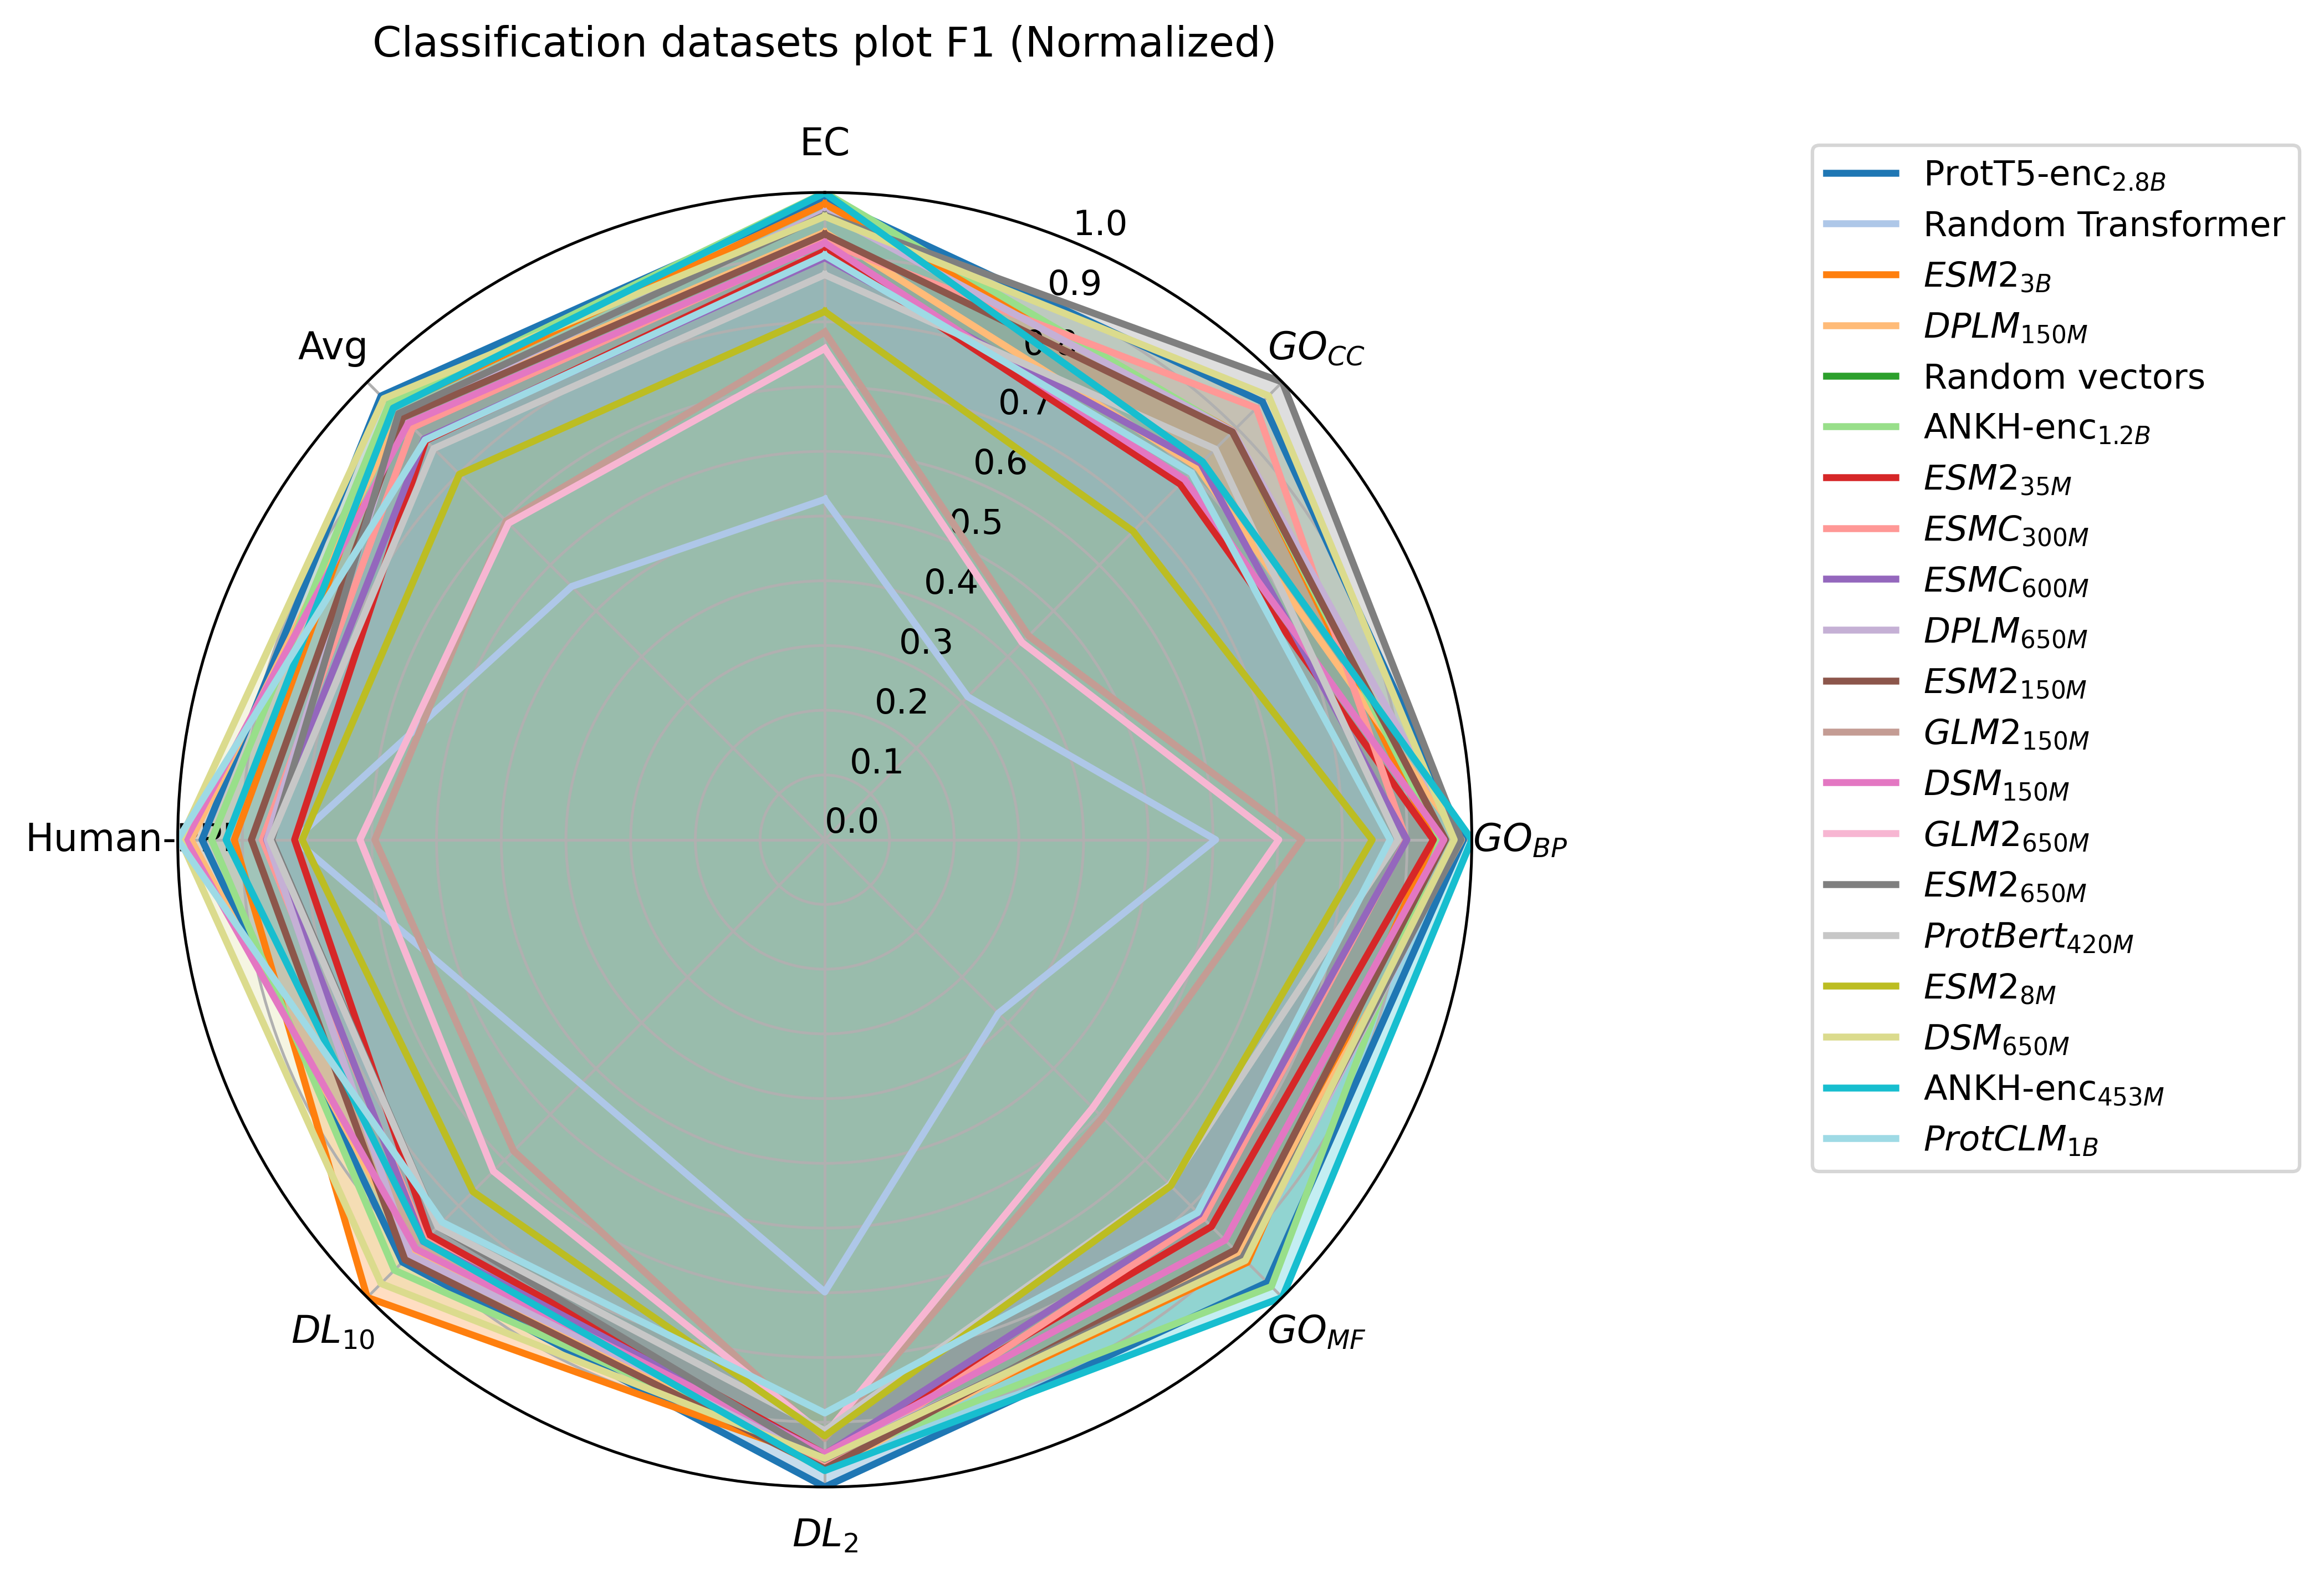 Classification datasets plot F1 (Normalized)
EC
GO_CC
GO_BP
GO_MF
DL_2
DL_10
Human-
Avg
1.0
0.9
0.8
0.7
0.6
0.5
0.4
0.3
0.2
0.1
0.0
ProtT5-enc_2.8B
Random Transformer
ESM2_3B
DPLM_150M
Random vectors
ANKH-enc_1.2B
ESM2_35M
ESMC_300M
ESMC_600M
DPLM_650M
ESM2_150M
GLM2_150M
DSM_150M
GLM2_650M
ESM2_650M
ProtBert_420M
ESM2_8M
DSM_650M
ANKH-enc_453M
ProtCLM_1B